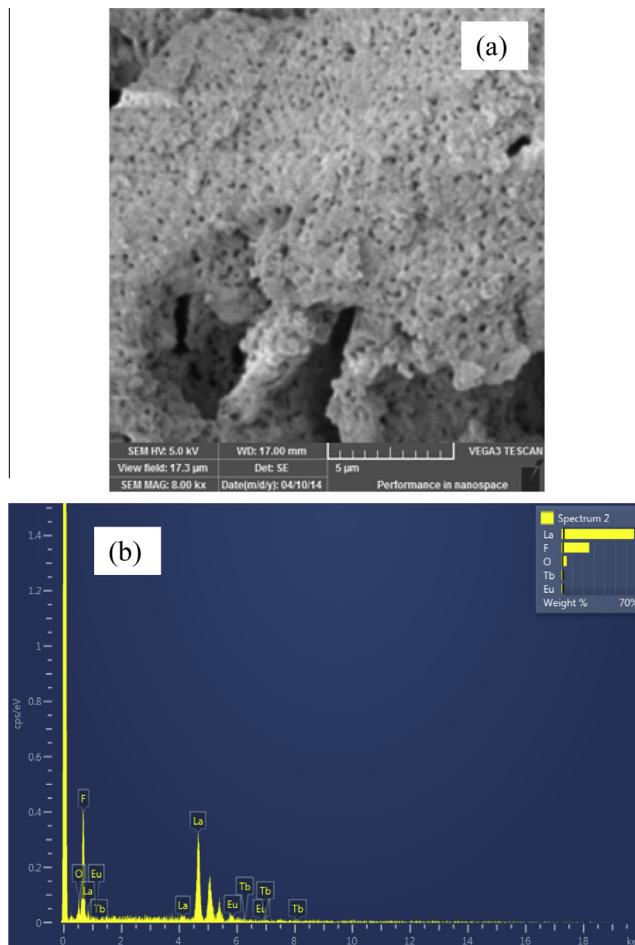 (a)
SEM HV: 5.0 kV WD: 17.00 mm VEGA3 TESCAN
View field: 17.3 μm Det: SE 5 μm
SEM MAG: 8.00 kx Date(m/d/y): 04/10/14 Performance in nanospace
(b)
Spectrum 2
La
F
O
Tb
Eu
Weight % 70%
cps/eV
1.4
1.2
1
0.8
0.6
0.4
0.2
0
F
La
O Eu
La
Tb
La
Eu
Tb
Eu
Tb
Tb
0 2 4 6 8 10 12 14 16 18